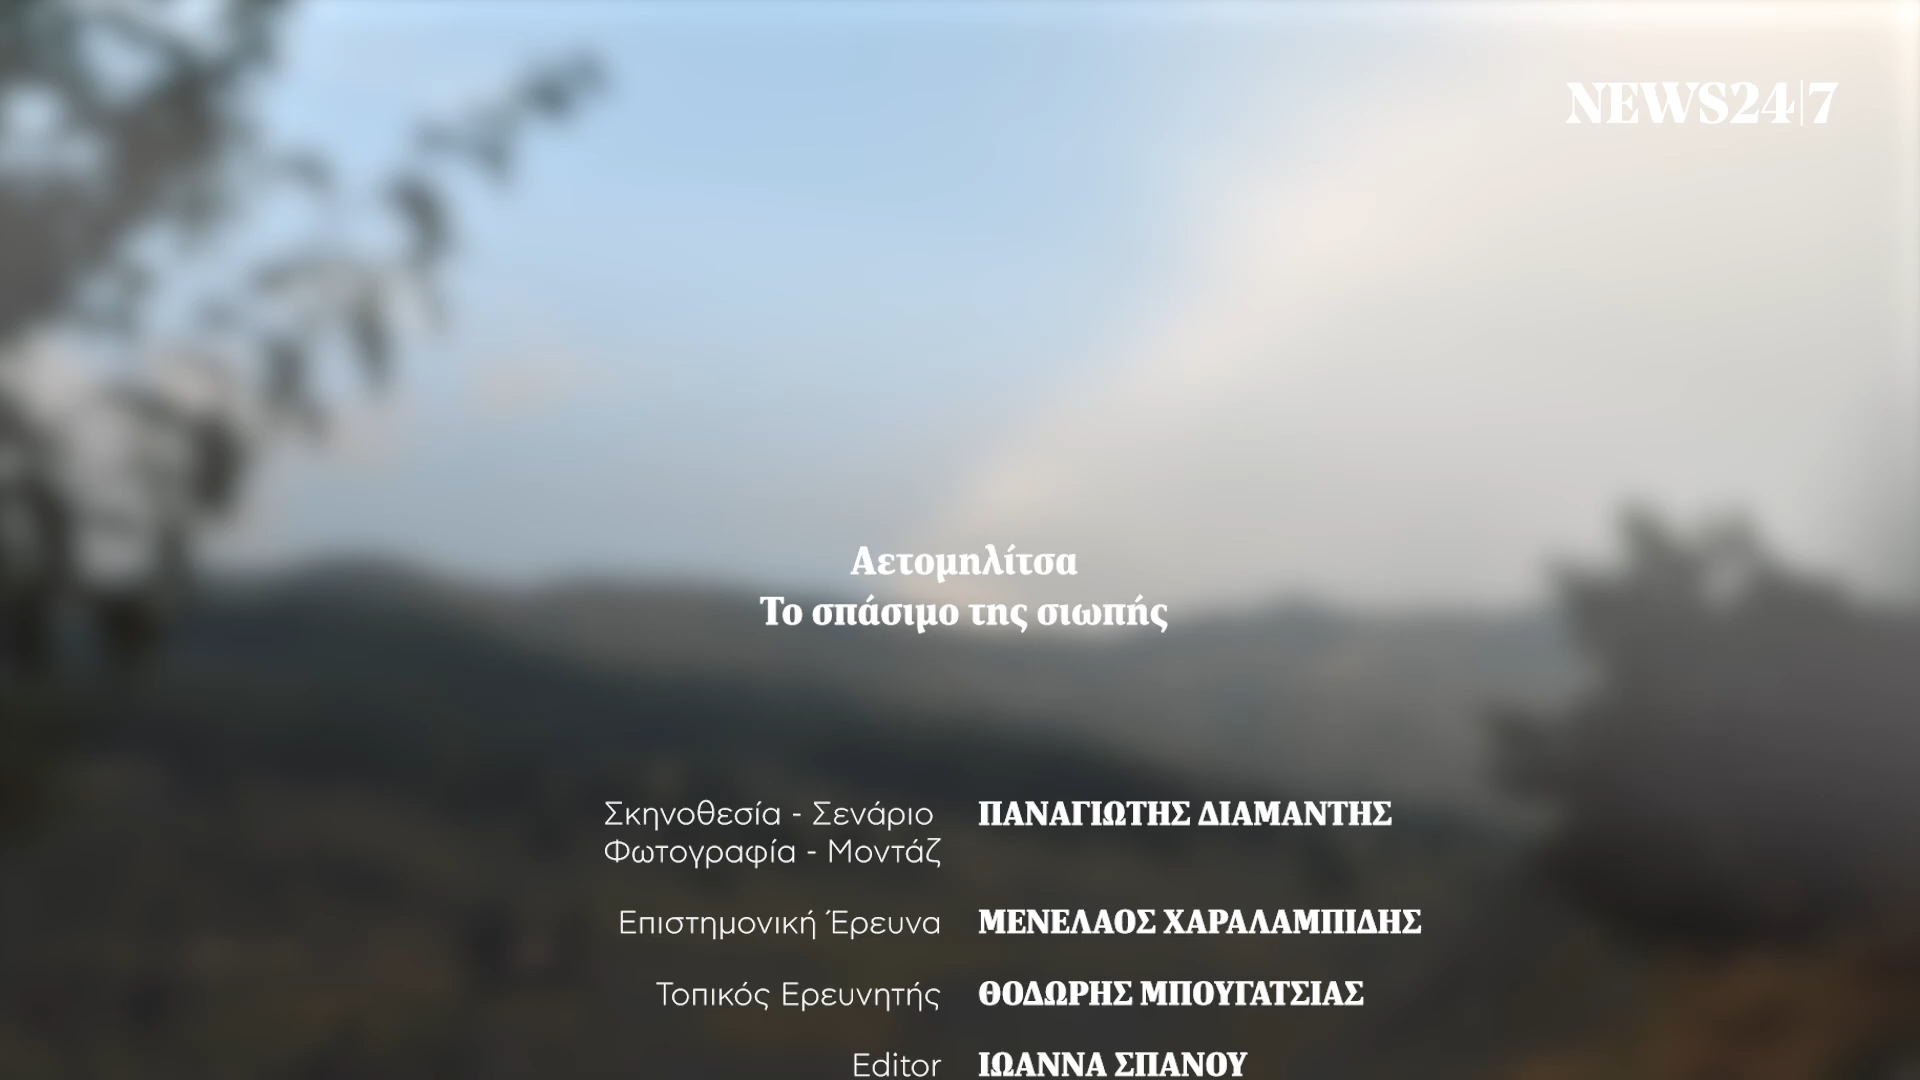 NEWS24|7
Αετομηλίτσα
Το σπάσιμο της σιωπής
Σκηνοθεσία - Σενάριο ΠΑΝΑΓΙΩΤΗΣ ΔΙΑΜΑΝΤΗΣ
Φωτογραφία - Μοντάζ
Επιστημονική Έρευνα ΜΕΝΕΛΑΟΣ ΧΑΡΑΛΑΜΠΙΔΗΣ
Τοπικός Ερευνητής ΘΟΔΩΡΗΣ ΜΠΟΥΓΑΤΣΙΑΣ
Editor ΙΩΑΝΝΑ ΣΠΑΝΟΥ